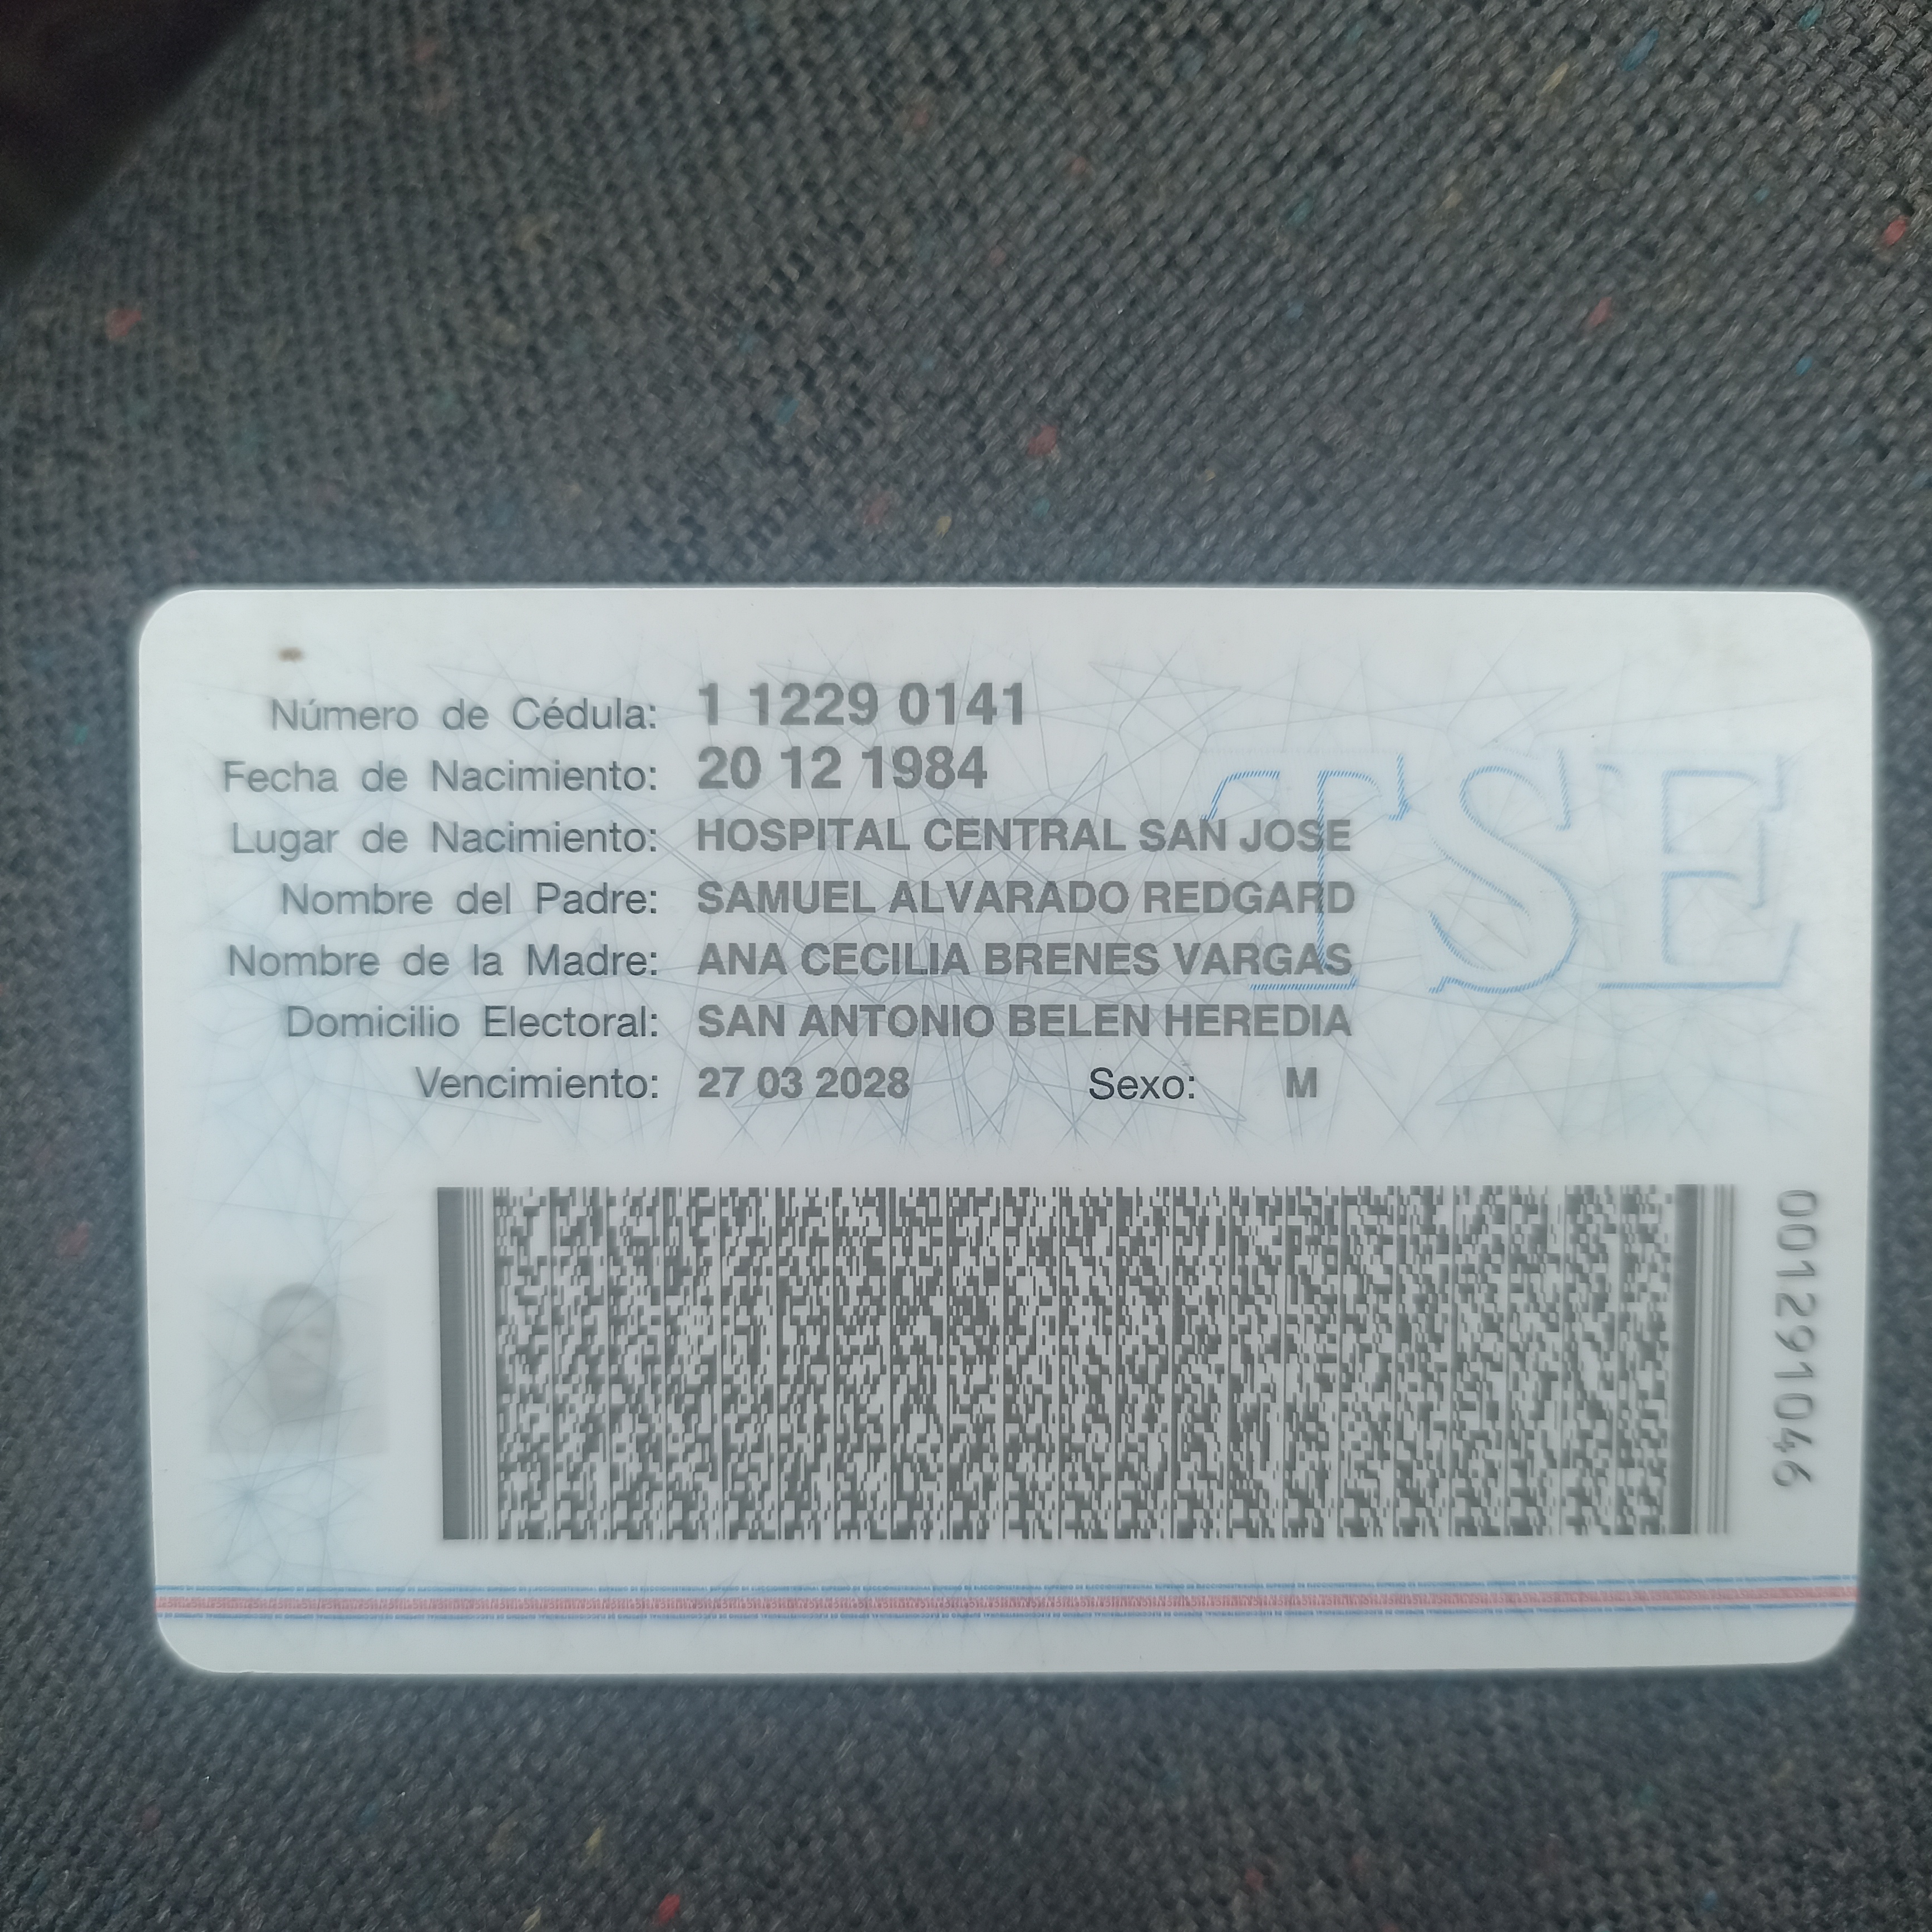 Número de Cédula: 1 1229 0141
Fecha de Nacimiento: 20 12 1984
Lugar de Nacimiento: HOSPITAL CENTRAL SAN JOSE
Nombre del Padre: SAMUEL ALVARADO REDGARD
Nombre de la Madre: ANA CECILIA BRENES VARGAS
Domicilio Electoral: SAN ANTONIO BELEN HEREDIA
Vencimiento: 27 03 2028 Sexo: M
TSE
001291046